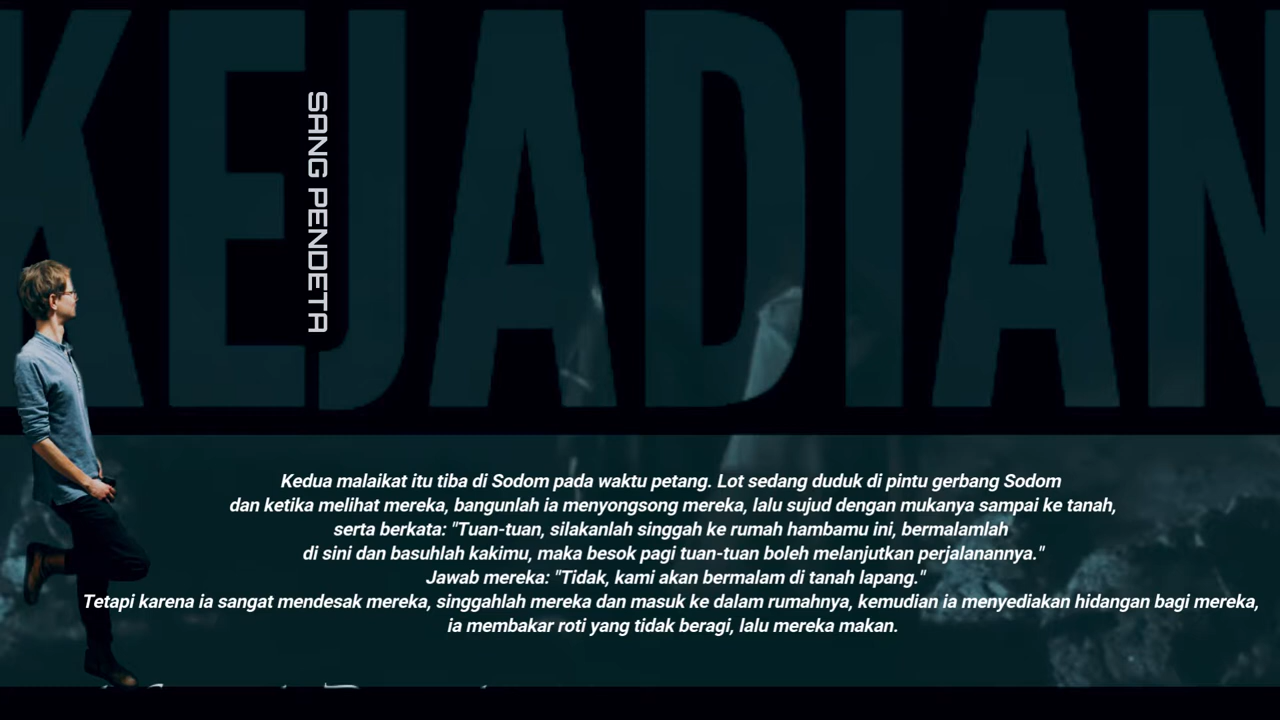 KEJADIAN
SANG PENDETA
Kedua malaikat itu tiba di Sodom pada waktu petang. Lot sedang duduk di pintu gerbang Sodom
dan ketika melihat mereka, bangunlah ia menyongsong mereka, lalu sujud dengan mukanya sampai ke tanah,
serta berkata: "Tuan-tuan, silakanlah singgah ke rumah hambamu ini, bermalamlah
di sini dan basuhlah kakimu, maka besok pagi tuan-tuan boleh melanjutkan perjalanannya."
Jawab mereka: "Tidak, kami akan bermalam di tanah lapang."
Tetapi karena ia sangat mendesak mereka, singgahlah mereka dan masuk ke dalam rumahnya, kemudian ia menyediakan hidangan bagi mereka,
ia membakar roti yang tidak beragi, lalu mereka makan.